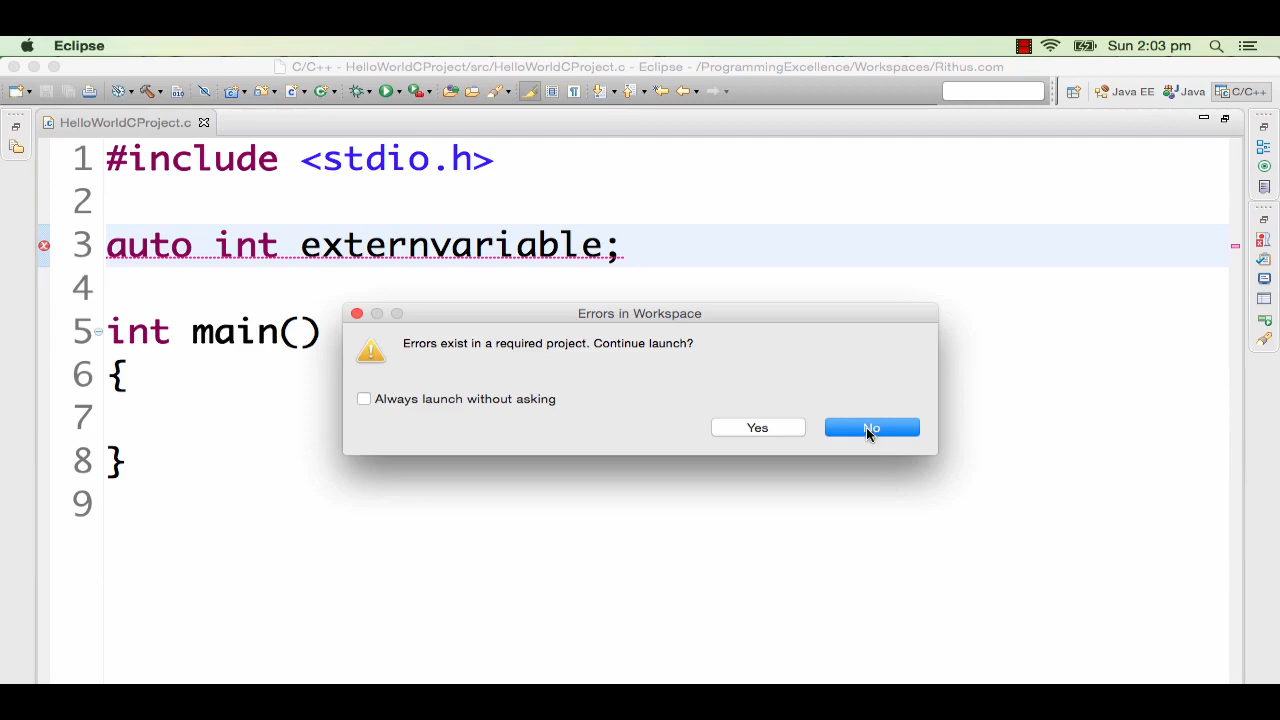 Eclipse
Sun 2:03 pm
C/C++ - HelloWorldCProject/src/HelloWorldCProject.c - Eclipse - /ProgrammingExcellence/Workspaces/Rithus.com
Java EE
Java
C/C++
HelloWorldCProject.c
1 #include <stdio.h>
2
3 auto int externvariable;
4
5 int main()
6 {
7
8 }
9
Errors in Workspace
Errors exist in a required project. Continue launch?
Always launch without asking
Yes
No